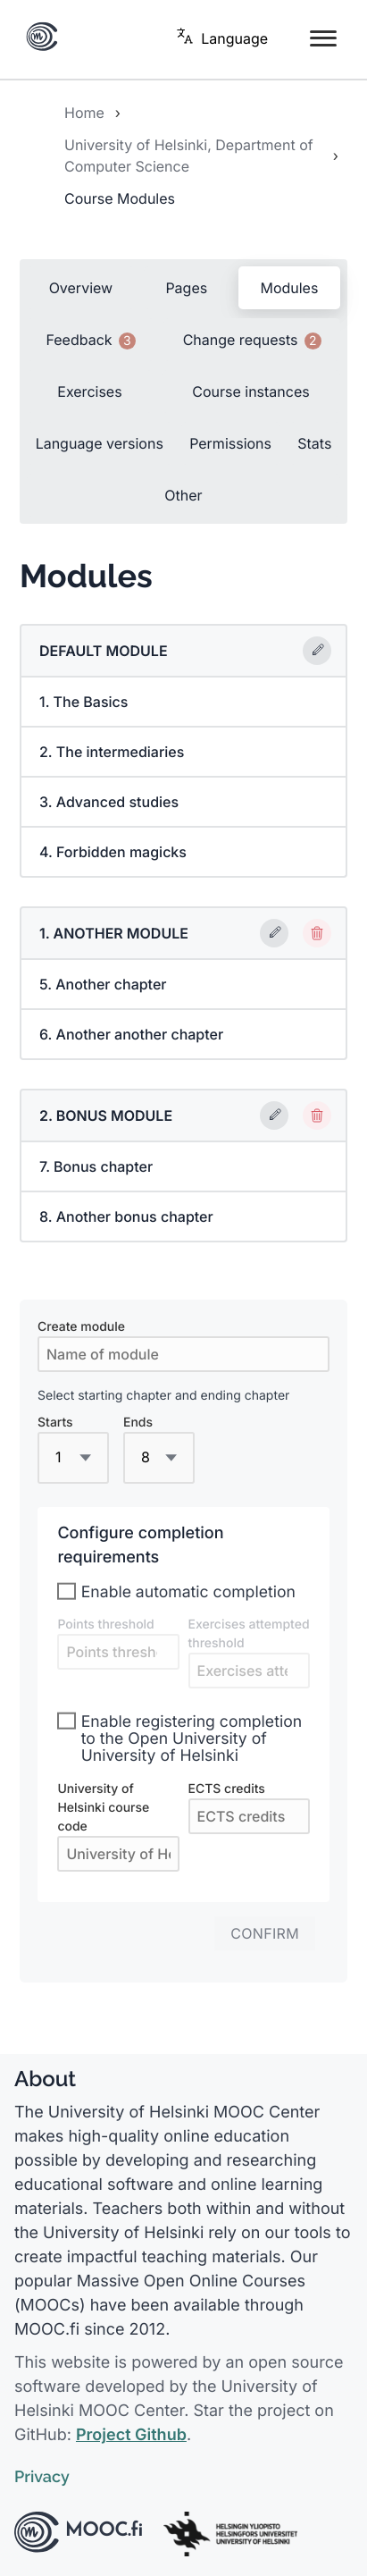 Language
Home ›
University of Helsinki, Department of
Computer Science ›
Course Modules
Overview Pages Modules
Feedback 3 Change requests 2
Exercises Course instances
Language versions Permissions Stats
Other
Modules
DEFAULT MODULE
1. The Basics
2. The intermediaries
3. Advanced studies
4. Forbidden magicks
1. ANOTHER MODULE
5. Another chapter
6. Another another chapter
2. BONUS MODULE
7. Bonus chapter
8. Another bonus chapter
Create module
Name of module
Select starting chapter and ending chapter
Starts Ends
1 8
Configure completion
requirements
Enable automatic completion
Points threshold
Points thresh
Exercises attempted
threshold
Exercises atte
Enable registering completion
to the Open University of
University of Helsinki
University of
Helsinki course
code
University of He
ECTS credits
ECTS credits
CONFIRM
About
The University of Helsinki MOOC Center
makes high-quality online education
possible by developing and researching
educational software and online learning
materials. Teachers both within and without
the University of Helsinki rely on our tools to
create impactful teaching materials. Our
popular Massive Open Online Courses
(MOOCs) have been available through
MOOC.fi since 2012.
This website is powered by an open source
software developed by the University of
Helsinki MOOC Center. Star the project on
GitHub: Project Github.
Privacy
MOOC.fi
HELSINGIN YLIOPISTO
HELSINGFORS UNIVERSITET
UNIVERSITY OF HELSINKI